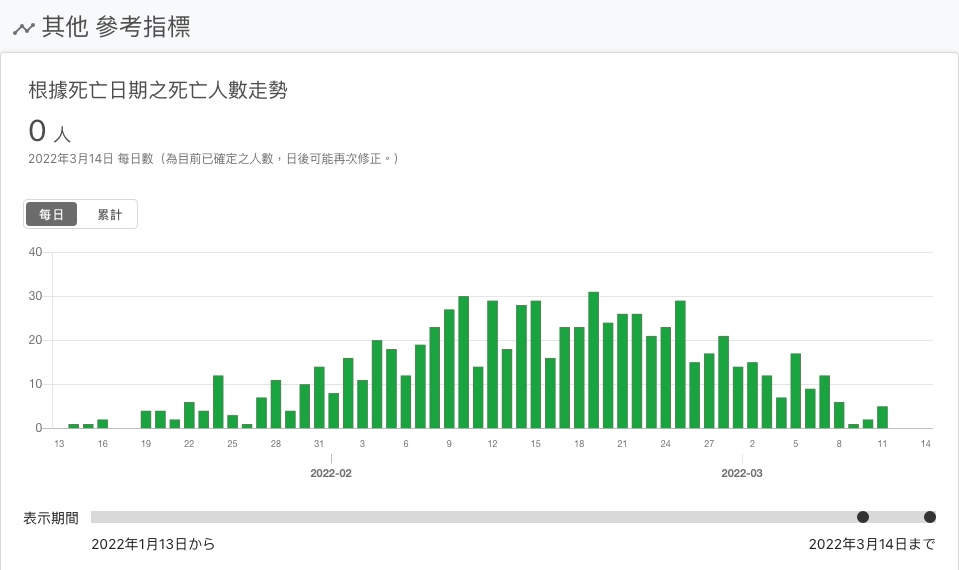 其他 參考指標
根據死亡日期之死亡人數走勢
0 人
2022年3月14日 每日數（為目前已確定之人數，日後可能再次修正。）
每日 累計
40
30
20
10
0
13 16 19 22 25 28 31 3 6 9 12 15 18 21 24 27 2 5 8 11 14
2022-02 2022-03
表示期間
2022年1月13日から 2022年3月14日まで